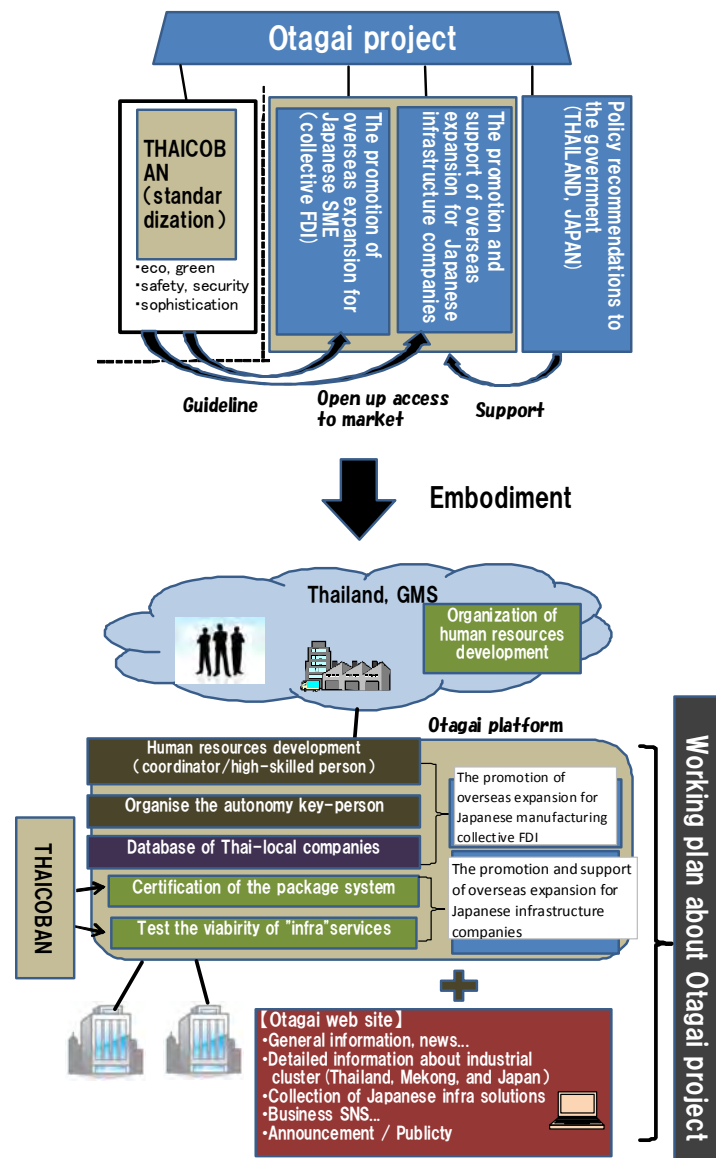 Otagai project
THAICOB
AN
(standar
dization)
・eco, green
・safety, security
・sophistication
The promotion of
overseas expansion for
Japanese SME
(collective FDI)
The promotion and
support of overseas
expansion for Japanese
infrastructure companies
Policy recommendations to
the government
(THAILAND, JAPAN)
Guideline
Open up access
to market
Support
Embodiment
Thailand, GMS
Organization of
human resources
development
Otagai platform
Human resources development
(coordinator/high-skilled person)
Organise the autonomy key-person
Database of Thai-local companies
Certification of the package system
Test the viabirity of "infra"services
THAICOBAN
The promotion of
overseas expansion for
Japanese manufacturing
collective FDI
The promotion and support
of overseas expansion for
Japanese infrastructure
companies
【Otagai web site】
・General information, news...
・Detailed information about industrial
cluster(Thailand, Mekong, and Japan)
・Collection of Japanese infra solutions
・Business SNS...
・Announcement / Publicty
Working plan about Otagai project